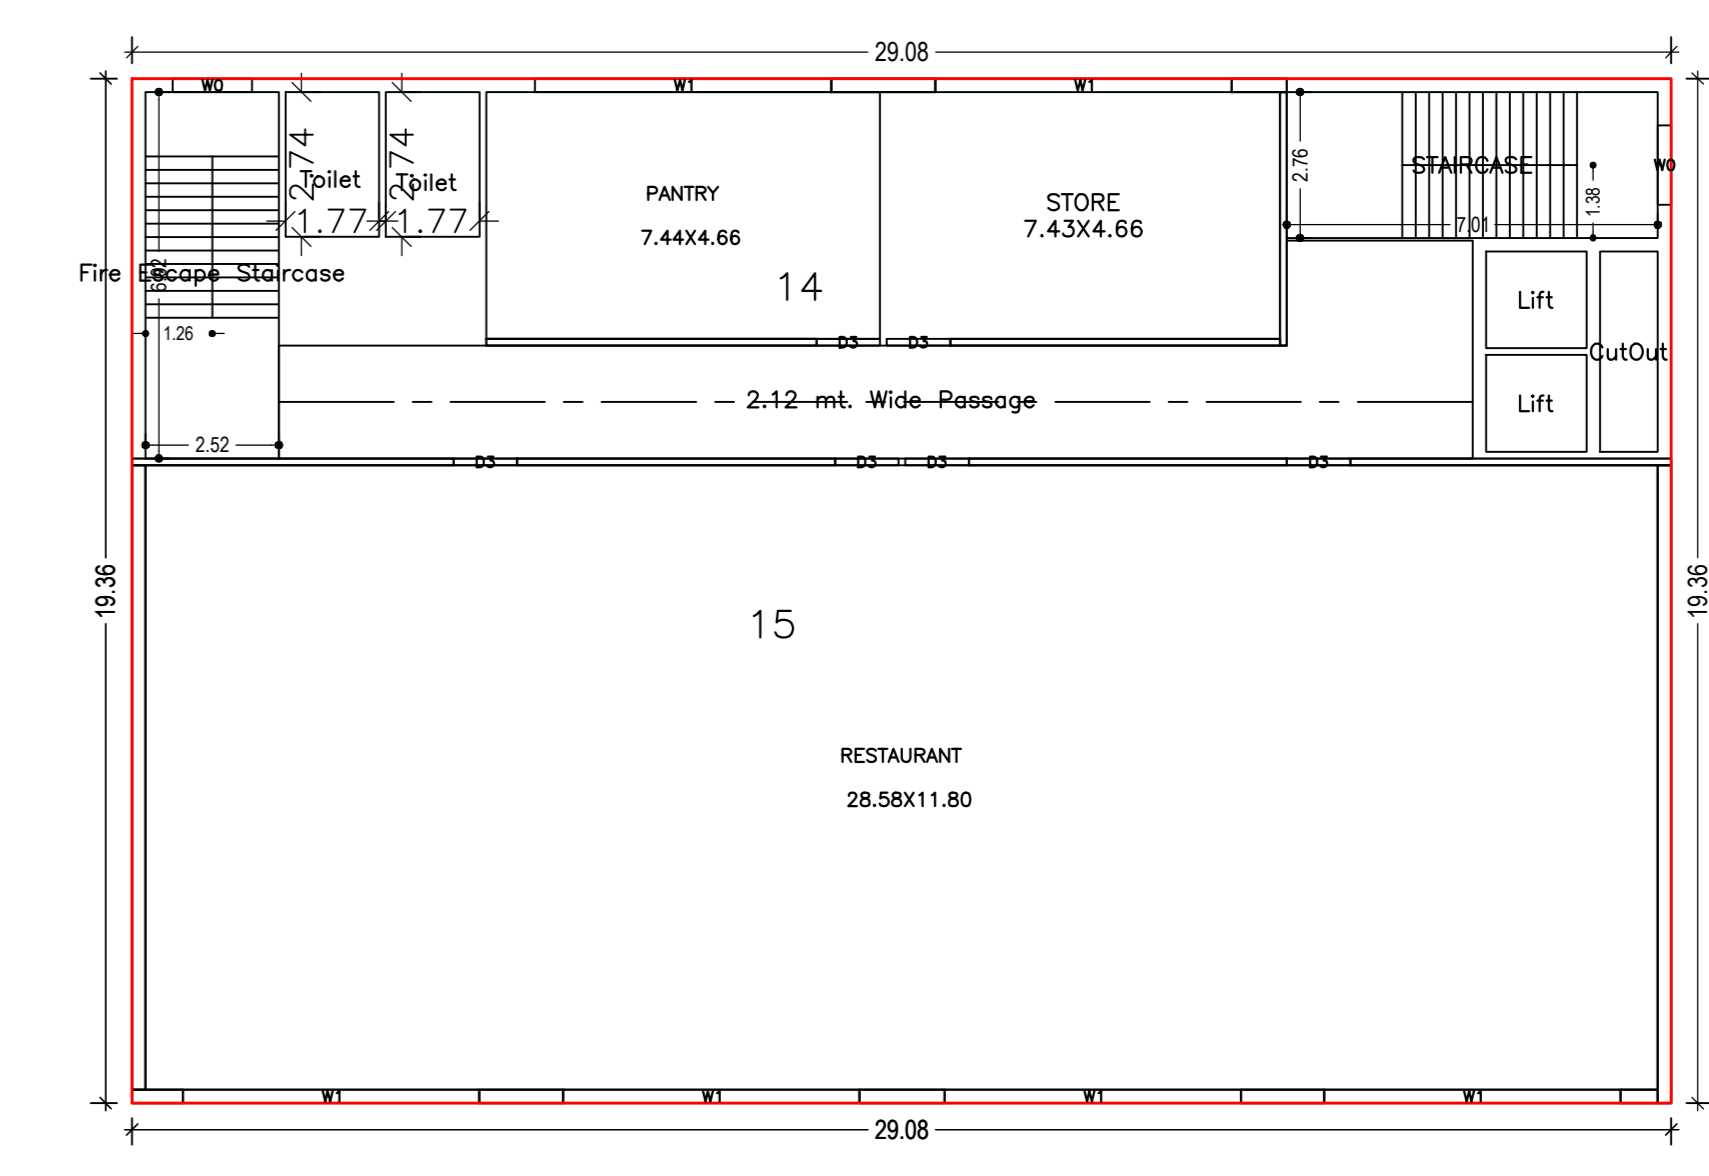 29.08
W0
W1
W1
2.74
2.74
Toilet
Toilet
1.77
1.77
PANTRY
7.44X4.66
STORE
7.43X4.66
2.76
STAIRCASE
W0
1.38
7.01
Fire Escape Staircase
1.26
14
Lift
D3
D3
CutOut
2.12 mt. Wide Passage
Lift
2.52
D3
D3
D3
D3
19.36
19.36
15
RESTAURANT
28.58X11.80
W1
W1
W1
W1
29.08